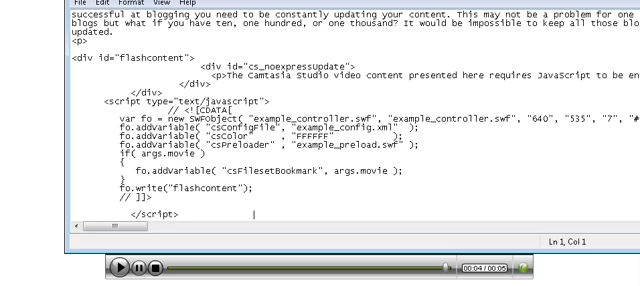 File Edit Format View Help
successful at blogging you need to be constantly updating your content. This may not be a problem for one
blogs but what if you have ten, one hundred, or one thousand? It would be impossible to keep all those blo
updated.
<p>
<div id="flashcontent">
<div id="cs_noexpressUpdate">
<p>The Camtasia Studio video content presented here requires JavaScript to be en
</div>
</div>
<script type="text/javascript">
// <![CDATA[
var fo = new SWFObject( "example_controller.swf", "example_controller.swf", "640", "535", "7", "#
fo.addVariable( "csConfigFile", "example_config.xml"  );
fo.addVariable( "csColor"     , "FFFFFF"           );
fo.addVariable( "csPreloader" , "example_preload.swf" );
if( args.movie )
{
fo.addVariable( "csFilesetBookmark", args.movie );
}
fo.write("flashcontent");
// ]]>
</script>
Ln 1, Col 1
00:04 / 00:05